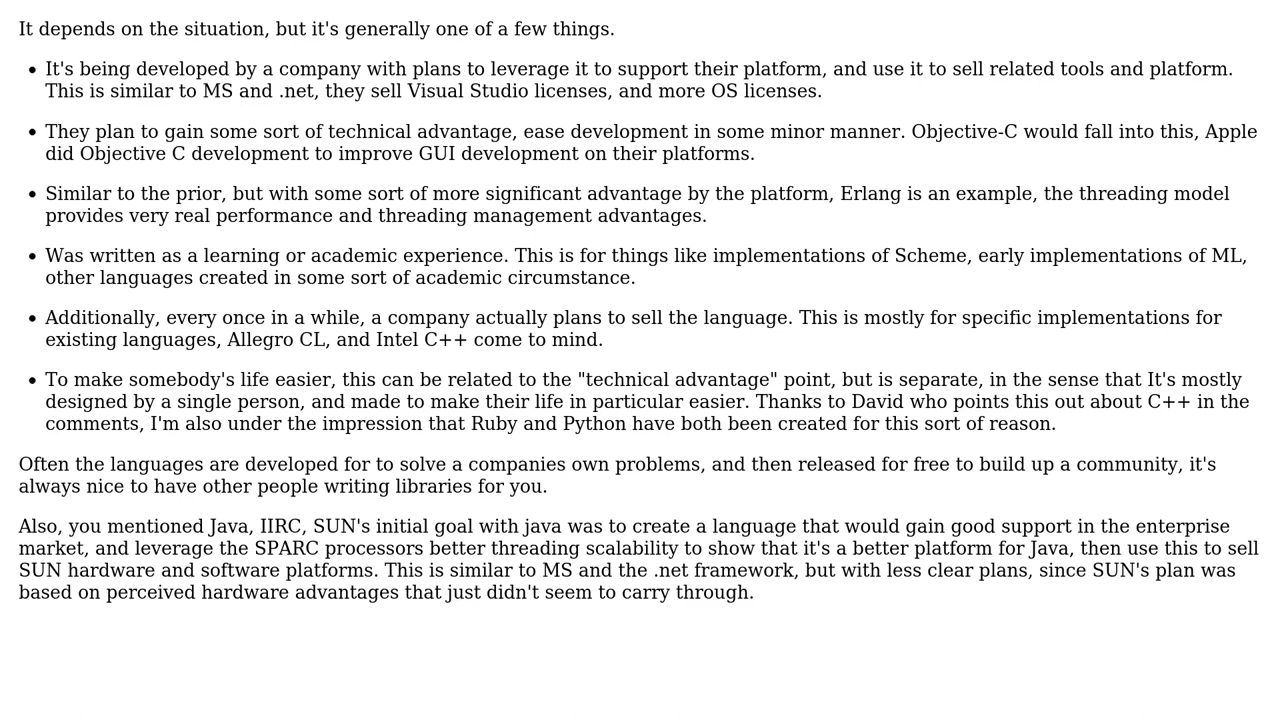 It depends on the situation, but it's generally one of a few things.
• It's being developed by a company with plans to leverage it to support their platform, and use it to sell related tools and platform.
This is similar to MS and .net, they sell Visual Studio licenses, and more OS licenses.
• They plan to gain some sort of technical advantage, ease development in some minor manner. Objective-C would fall into this, Apple
did Objective C development to improve GUI development on their platforms.
• Similar to the prior, but with some sort of more significant advantage by the platform, Erlang is an example, the threading model
provides very real performance and threading management advantages.
• Was written as a learning or academic experience. This is for things like implementations of Scheme, early implementations of ML,
other languages created in some sort of academic circumstance.
• Additionally, every once in a while, a company actually plans to sell the language. This is mostly for specific implementations for
existing languages, Allegro CL, and Intel C++ come to mind.
• To make somebody's life easier, this can be related to the "technical advantage" point, but is separate, in the sense that It's mostly
designed by a single person, and made to make their life in particular easier. Thanks to David who points this out about C++ in the
comments, I'm also under the impression that Ruby and Python have both been created for this sort of reason.
Often the languages are developed for to solve a companies own problems, and then released for free to build up a community, it's
always nice to have other people writing libraries for you.
Also, you mentioned Java, IIRC, SUN's initial goal with java was to create a language that would gain good support in the enterprise
market, and leverage the SPARC processors better threading scalability to show that it's a better platform for Java, then use this to sell
SUN hardware and software platforms. This is similar to MS and the .net framework, but with less clear plans, since SUN's plan was
based on perceived hardware advantages that just didn't seem to carry through.